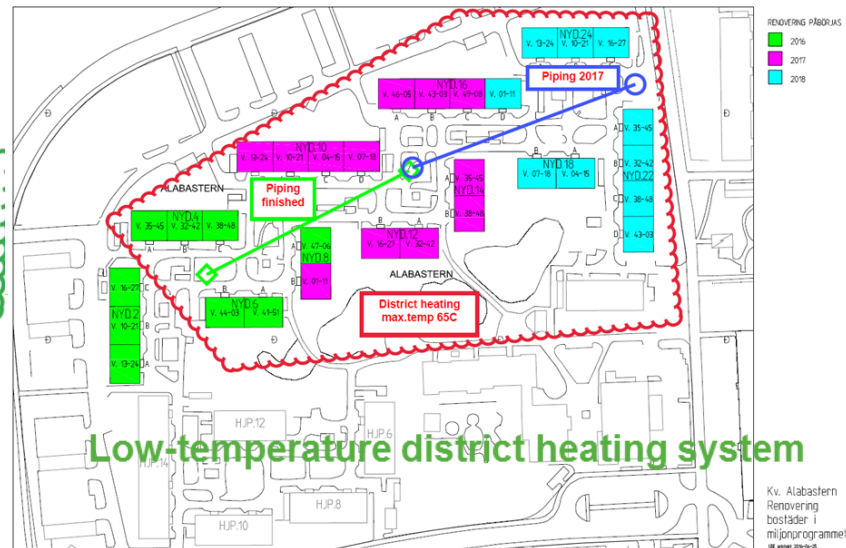 RENOVERING PÅBÖRJAS
2016
2017
2018
NYD.24
V. 13-24 V. 10-21 V. 16-27
Piping 2017
NYD.16
V. 46-05 V. 43-03 V. 49-08 V. 01-11
A B C D
NYD.10
V. 13-24 V. 10-21 V. 04-15 V. 07-18
A B C D
ALABASTERN
Piping
finished
NYD.4
V. 35-45 V. 32-42 V. 38-48
A B C
V. 35-45
NYD.14
V. 38-48
A
B
B A
NYD.18
V. 07-18 V. 04-15
V. 35-45
V. 32-42
NYD.22
V. 38-48
V. 43-03
A
B
C
D
B A
NYD.12
V. 16-27 V. 32-42
A V. 47-06
NYD.8
B V. 01-11
ALABASTERN
V. 16-27 C
NYD.2
V. 10-21 B
V. 13-24 A
B A
NYD.6
V. 44-03 V. 41-51
District heating
max.temp 65C
HJP.12
HJP.6
Low-temperature district heating system
HJP.14
HJP.8
HJP.10
Kv. Alabastern
Renovering
bostäder i
miljonprogrammet